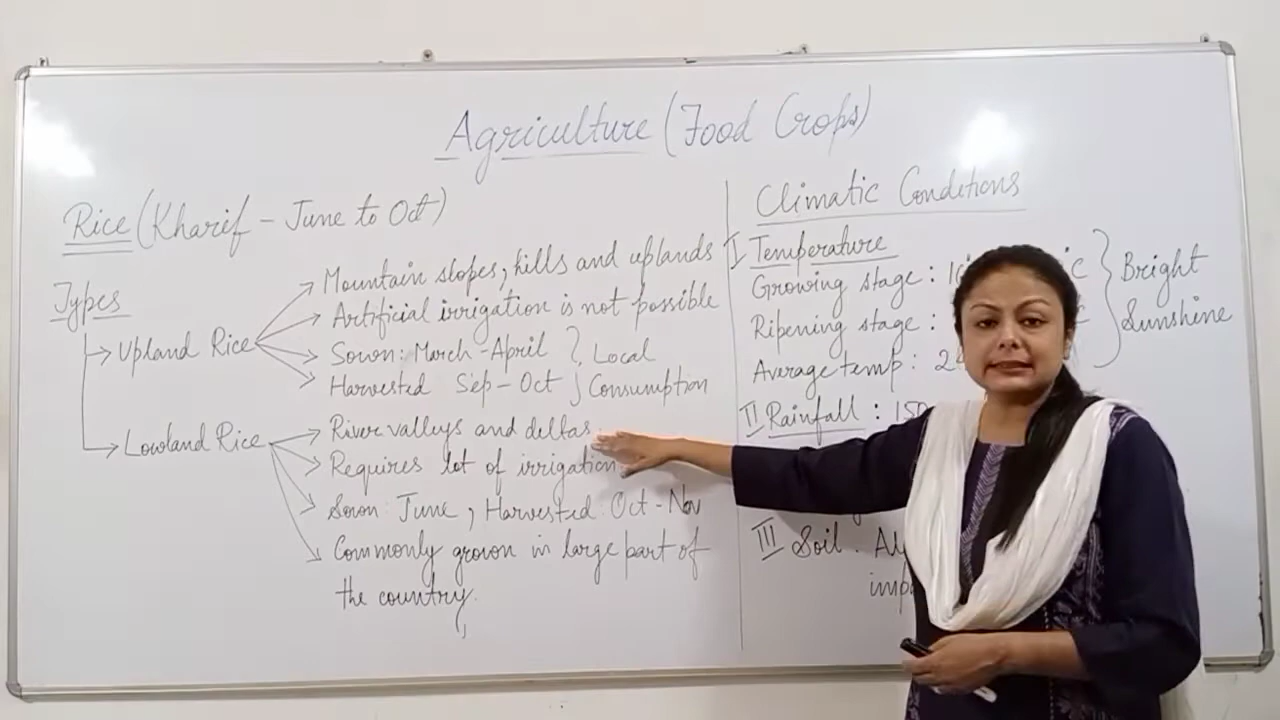 Agriculture (Food Crops)
Rice (Kharif - June to Oct)
Types
Upland Rice
Mountain slopes, hills and uplands
Artificial irrigation is not possible
Sown: March - April } Local
Harvested Sep - Oct } Consumption
Lowland Rice
River valleys and deltas.
Requires lot of irrigation
Sown: June, Harvested: Oct - Nov
Commonly grown in large part of
the country,
Climatic Conditions
I Temperature
Growing stage :
Ripening stage :
Average temp :
} Bright
Sunshine
II Rainfall : 150
III Soil :